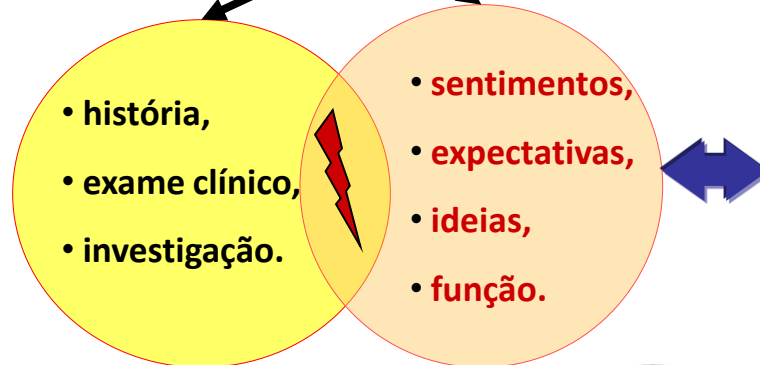 • história,
• exame clínico,
• investigação.
• sentimentos,
• expectativas,
• ideias,
• função.